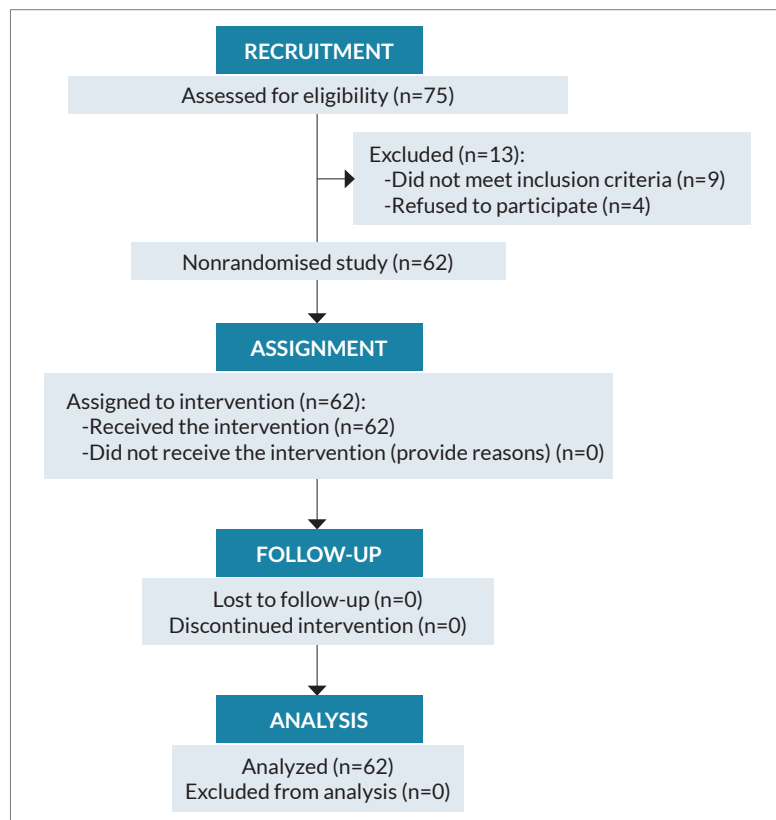 RECRUITMENT
Assessed for eligibility (n=75)
Excluded (n=13):
-Did not meet inclusion criteria (n=9)
-Refused to participate (n=4)
Nonrandomised study (n=62)
ASSIGNMENT
Assigned to intervention (n=62):
-Received the intervention (n=62)
-Did not receive the intervention (provide reasons) (n=0)
FOLLOW-UP
Lost to follow-up (n=0)
Discontinued intervention (n=0)
ANALYSIS
Analyzed (n=62)
Excluded from analysis (n=0)